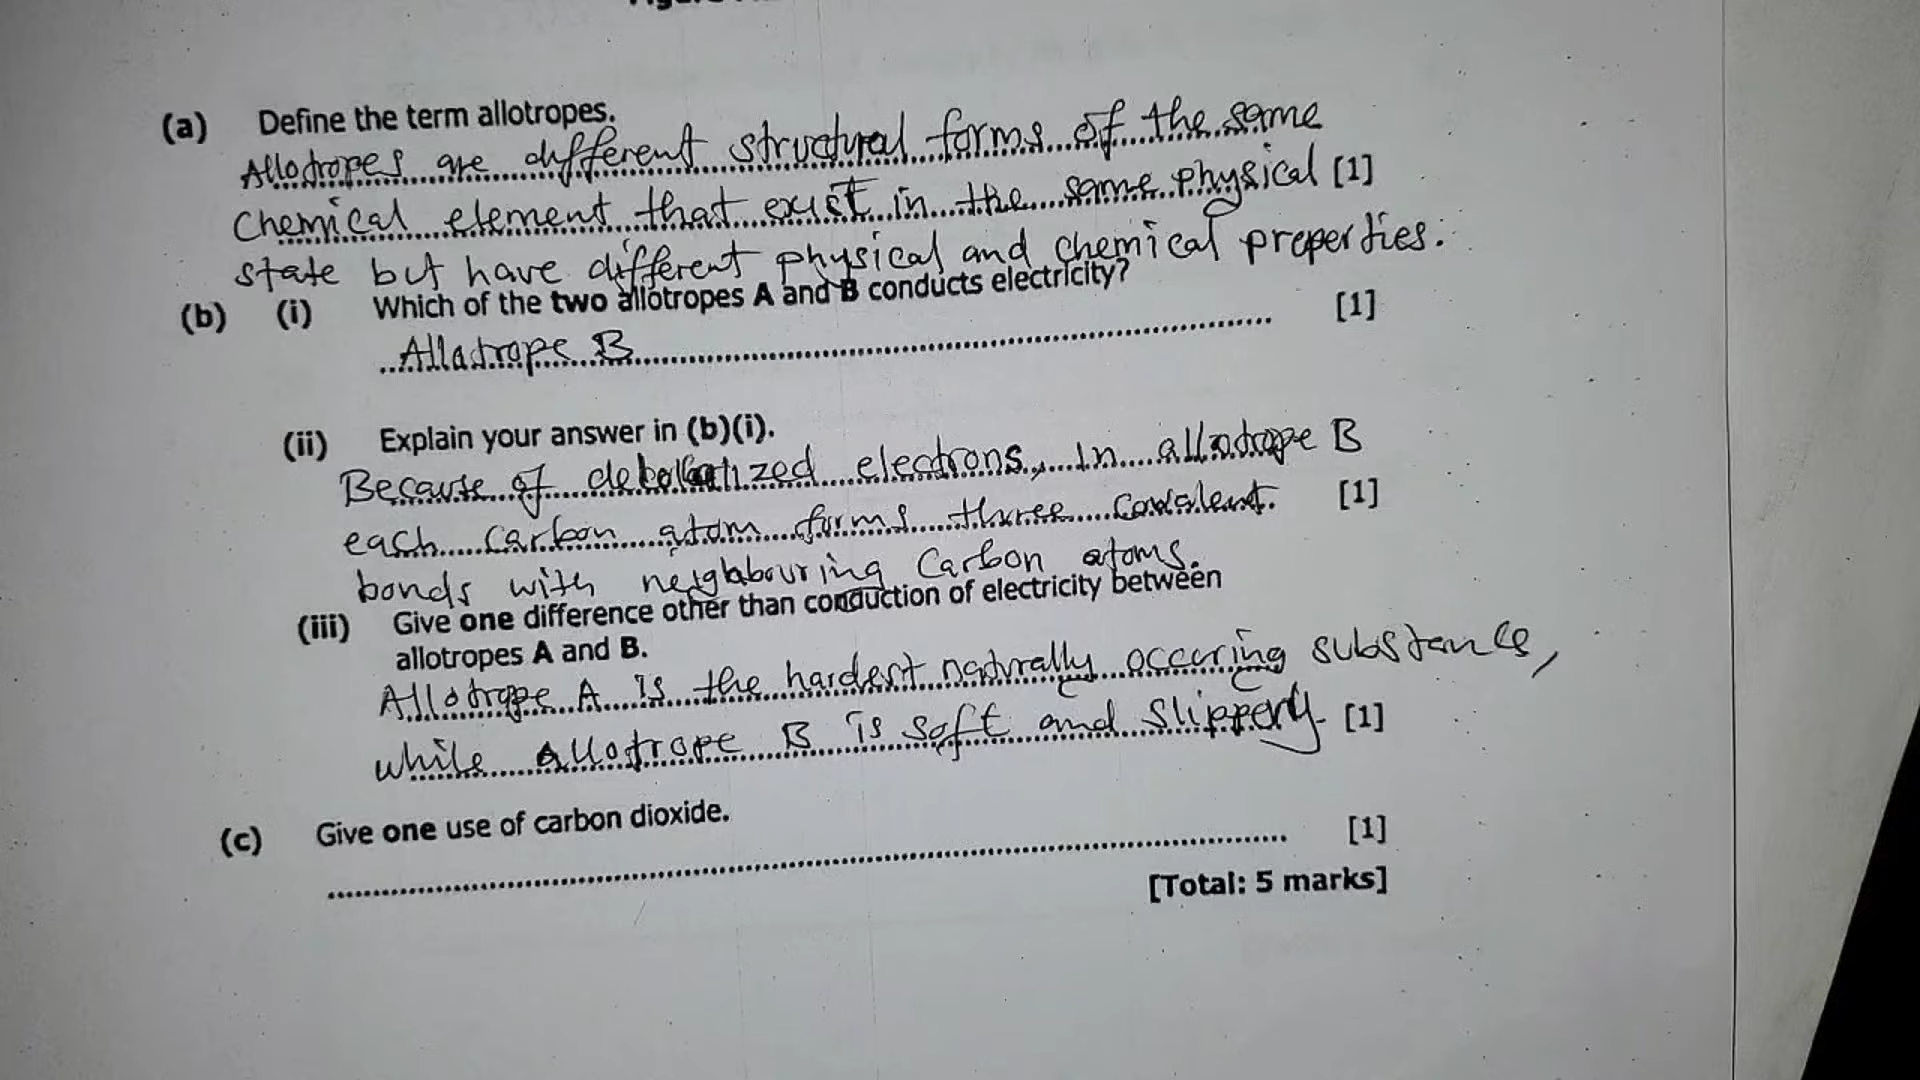 (a) Define the term allotropes.
Allotropes are different structural forms of the same
Chemical element that exist in the same physical [1]
state but have different physical and chemical preperties.
(b) (i) Which of the two allotropes A and B conducts electricity?
Allatrope B [1]
(ii) Explain your answer in (b)(i).
Because of delocalized electrons, In allotrope B
each carbon atom forms three covalent. [1]
bonds with neighbouring Carbon atoms.
(iii) Give one difference other than conduction of electricity between
allotropes A and B.
Allotrope A is the hardest naturally occuring substance,
while Allotrope B is soft and slippery. [1]
(c) Give one use of carbon dioxide.
[1]
[Total: 5 marks]